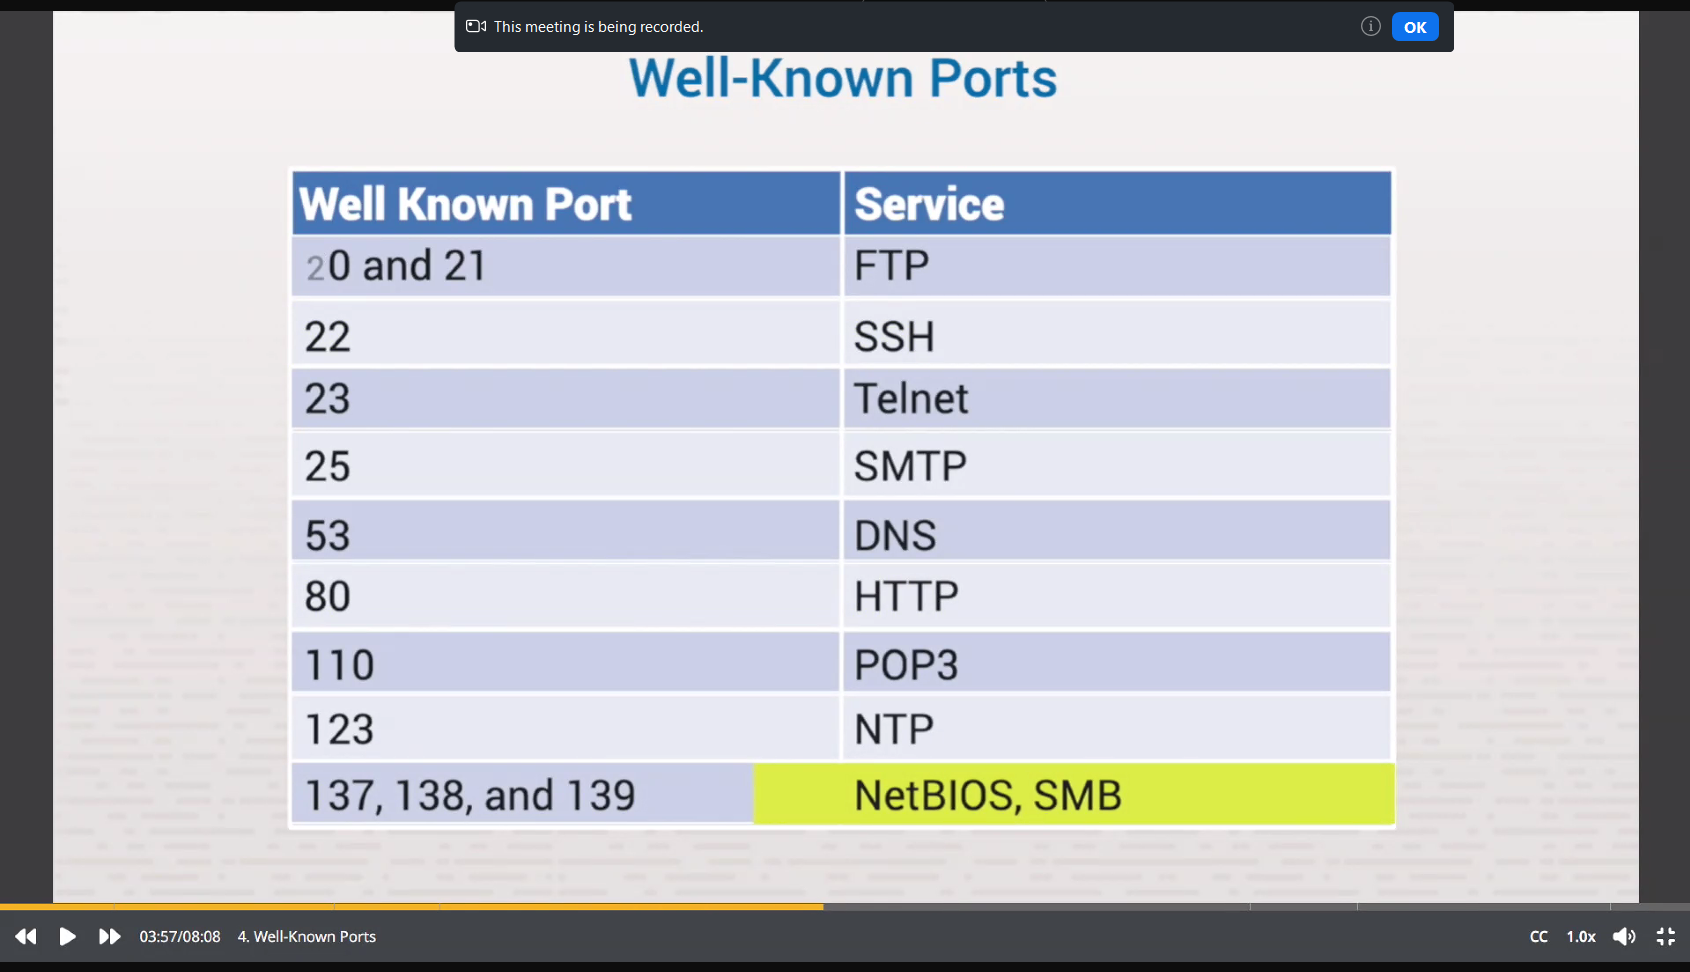 This meeting is being recorded.
OK
Well-Known Ports
Well Known Port Service
20 and 21 FTP
22 SSH
23 Telnet
25 SMTP
53 DNS
80 HTTP
110 POP3
123 NTP
137, 138, and 139 NetBIOS, SMB
03:57/08:08 4. Well-Known Ports CC 1.0x